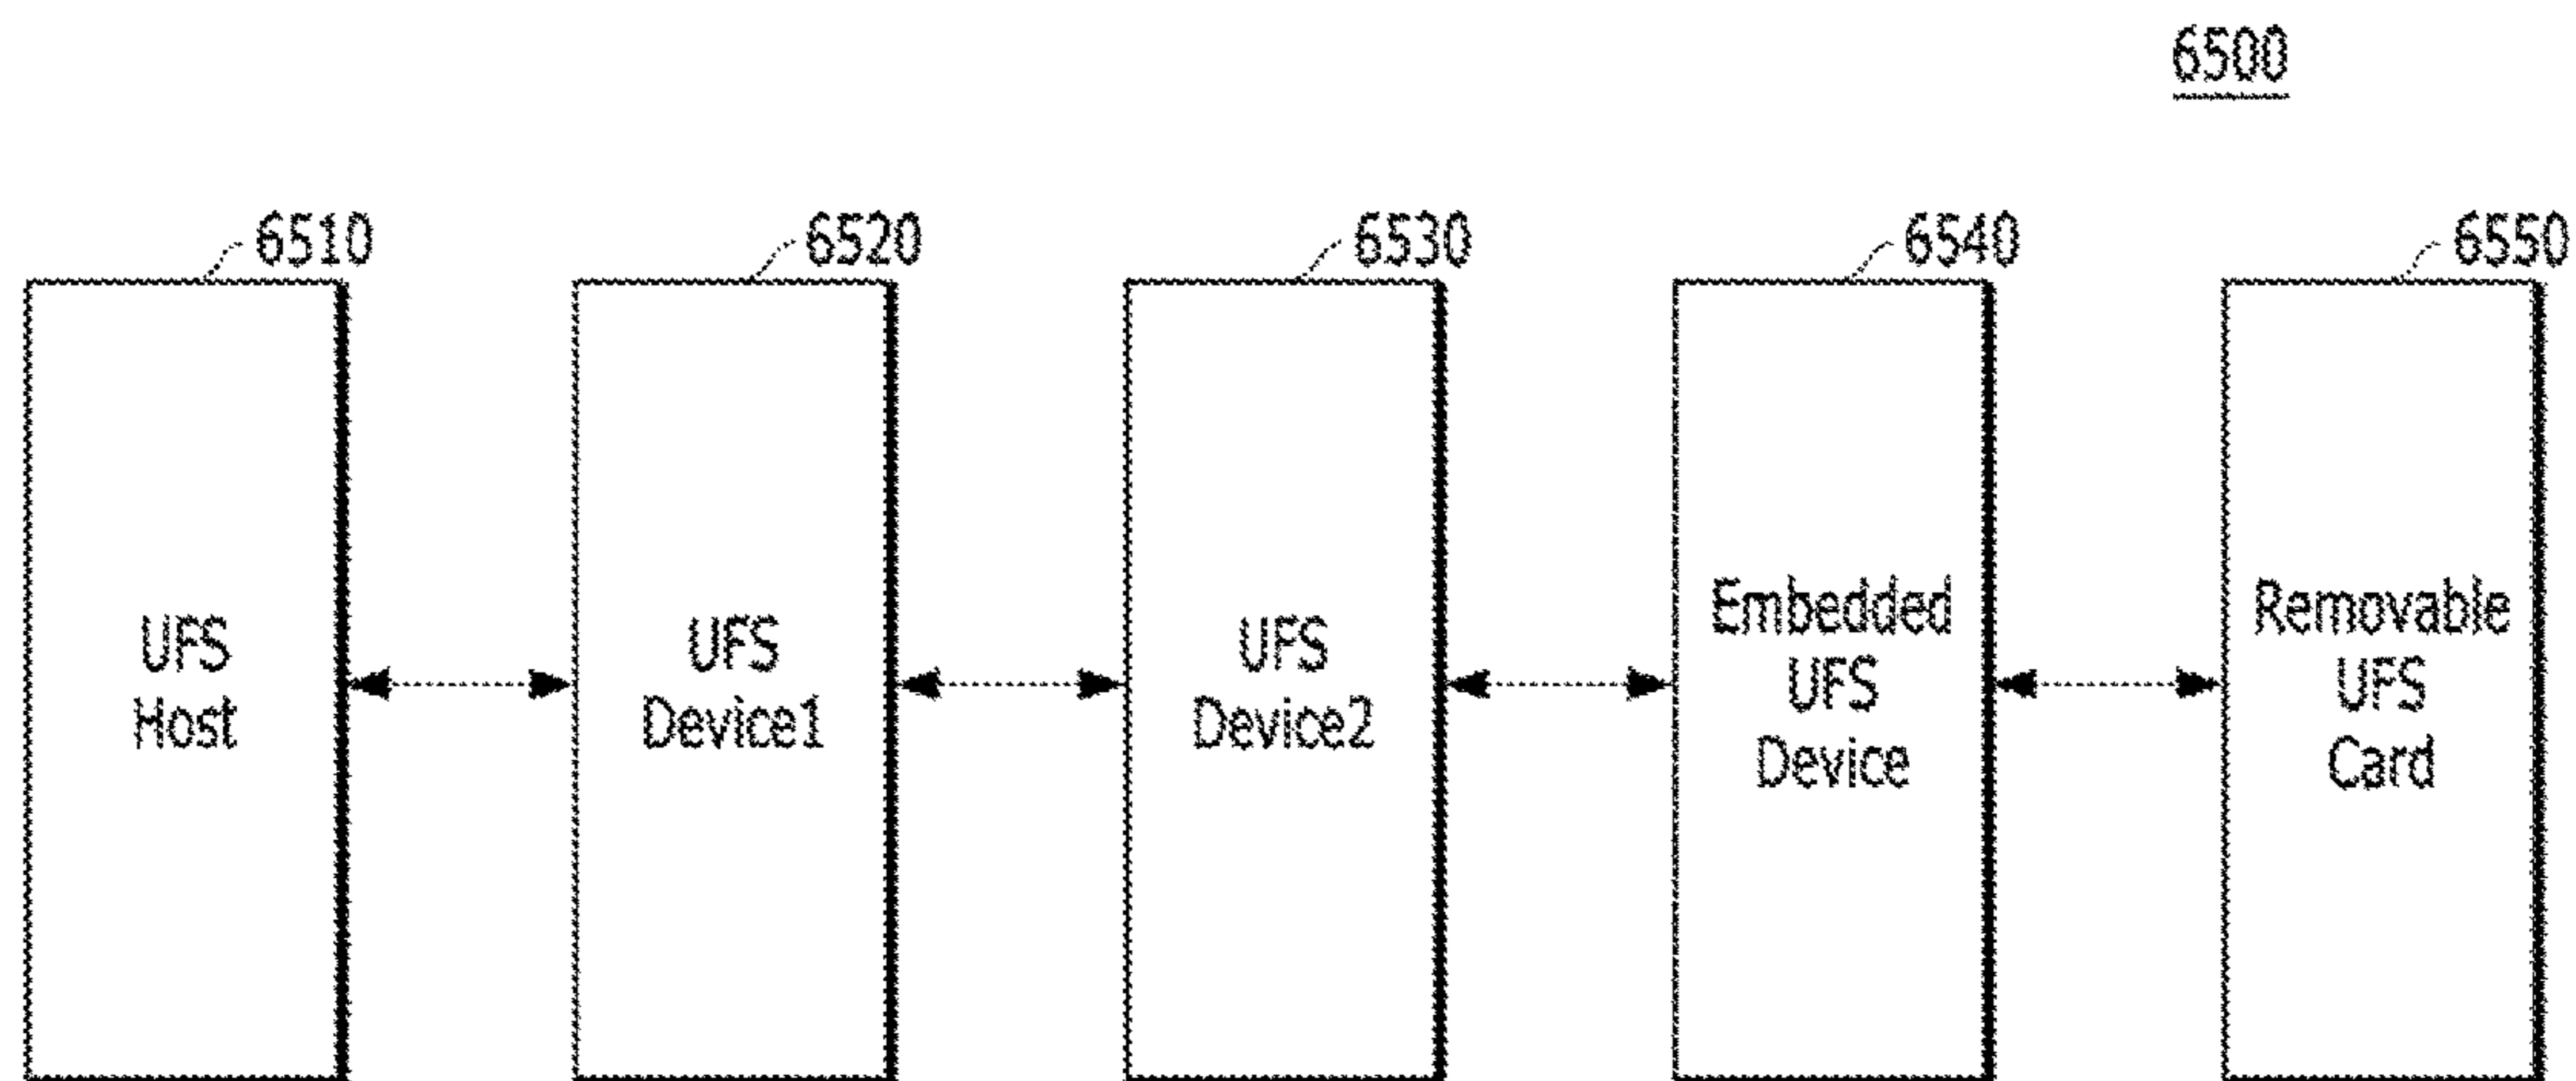 6500
6510
6520
6530
6540
6550
UFS
Host
UFS
Device1
UFS
Device2
Embedded
UFS
Device
Removable
UFS
Card